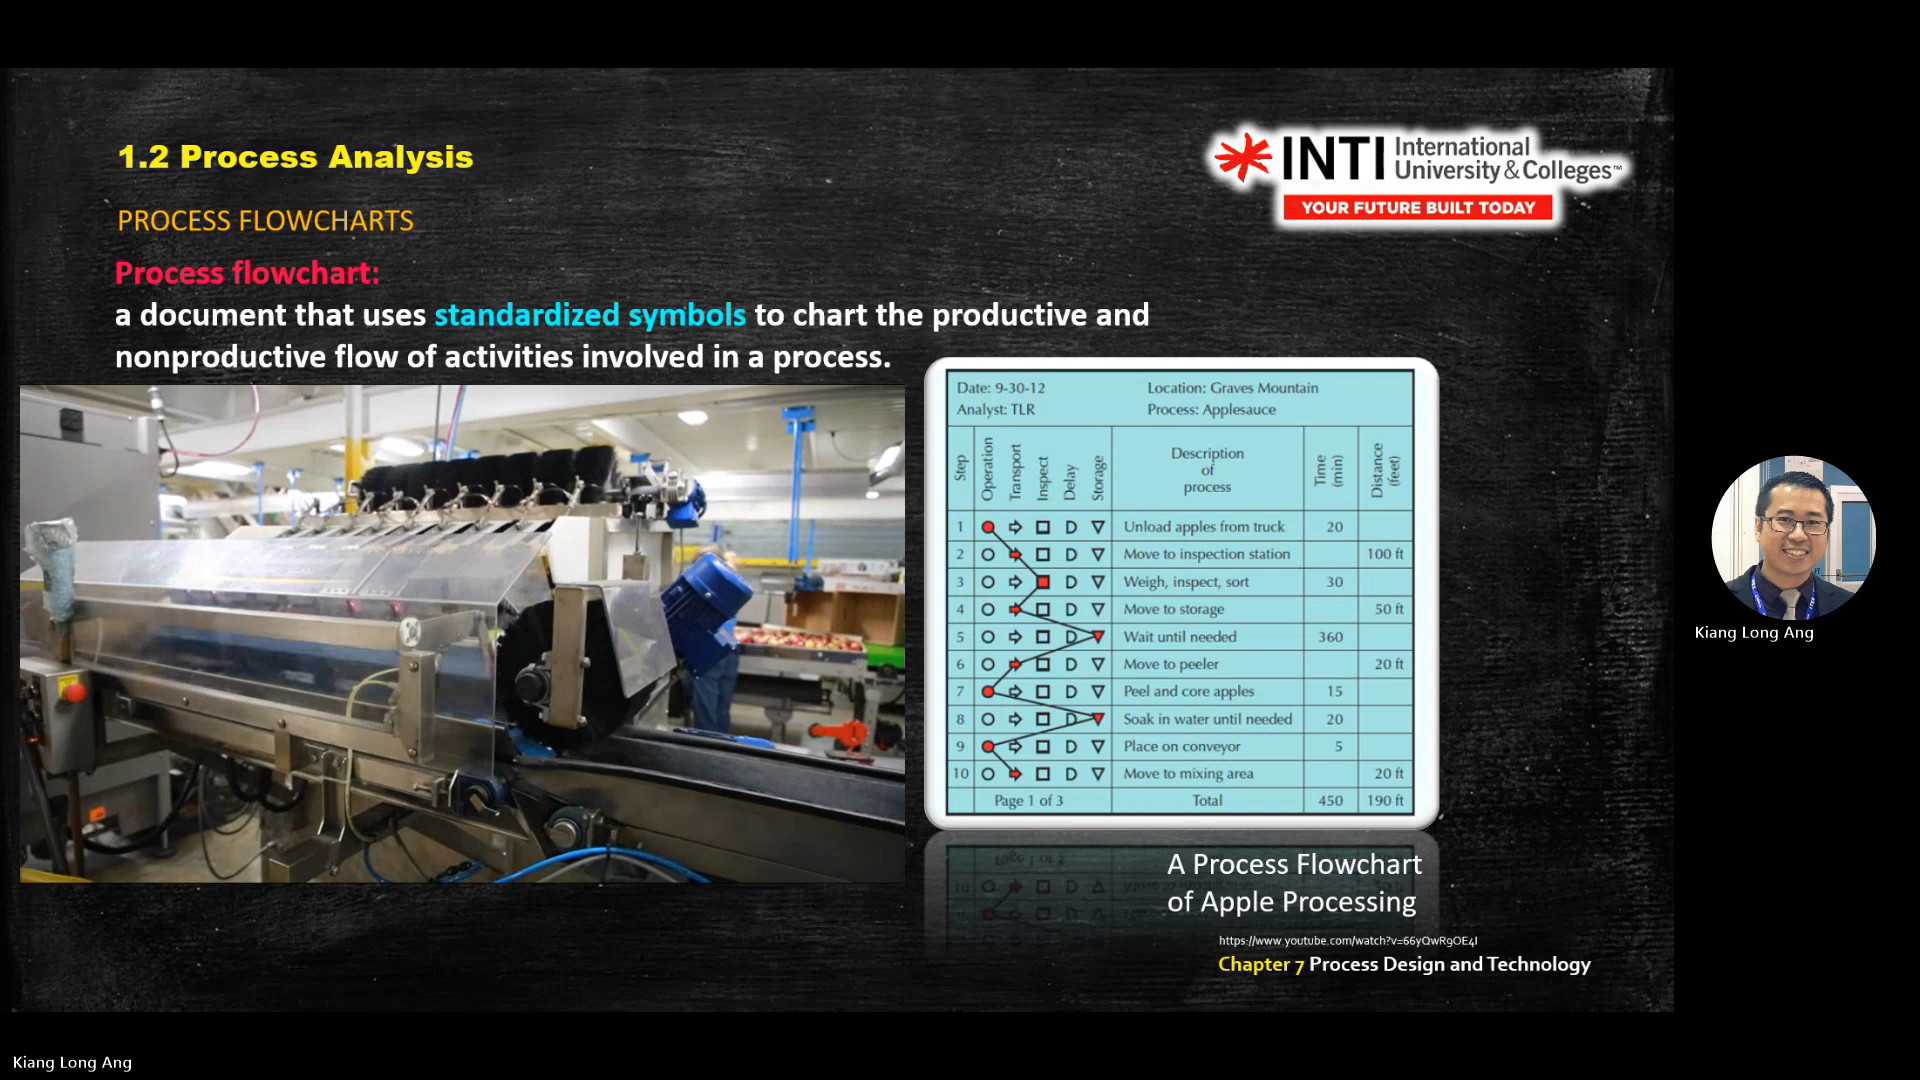 1.2 Process Analysis
INTI International
University & Colleges™
YOUR FUTURE BUILT TODAY
PROCESS FLOWCHARTS
Process flowchart:
a document that uses standardized symbols to chart the productive and
nonproductive flow of activities involved in a process.
Date: 9-30-12 Location: Graves Mountain
Analyst: TLR Process: Applesauce
Step Operation Transport Inspect Delay Storage Description of process Time (min) Distance (feet)
1 D Unload apples from truck 20
2 D Move to inspection station 100 ft
3 D Weigh, inspect, sort 30
4 D Move to storage 50 ft
5 D Wait until needed 360
6 D Move to peeler 20 ft
7 D Peel and core apples 15
8 D Soak in water until needed 20
9 D Place on conveyor 5
10 D Move to mixing area 20 ft
Page 1 of 3 Total 450 190 ft
A Process Flowchart
of Apple Processing
https://www.youtube.com/watch?v=66yQwR9OE4I
Chapter 7 Process Design and Technology
Kiang Long Ang
Kiang Long Ang